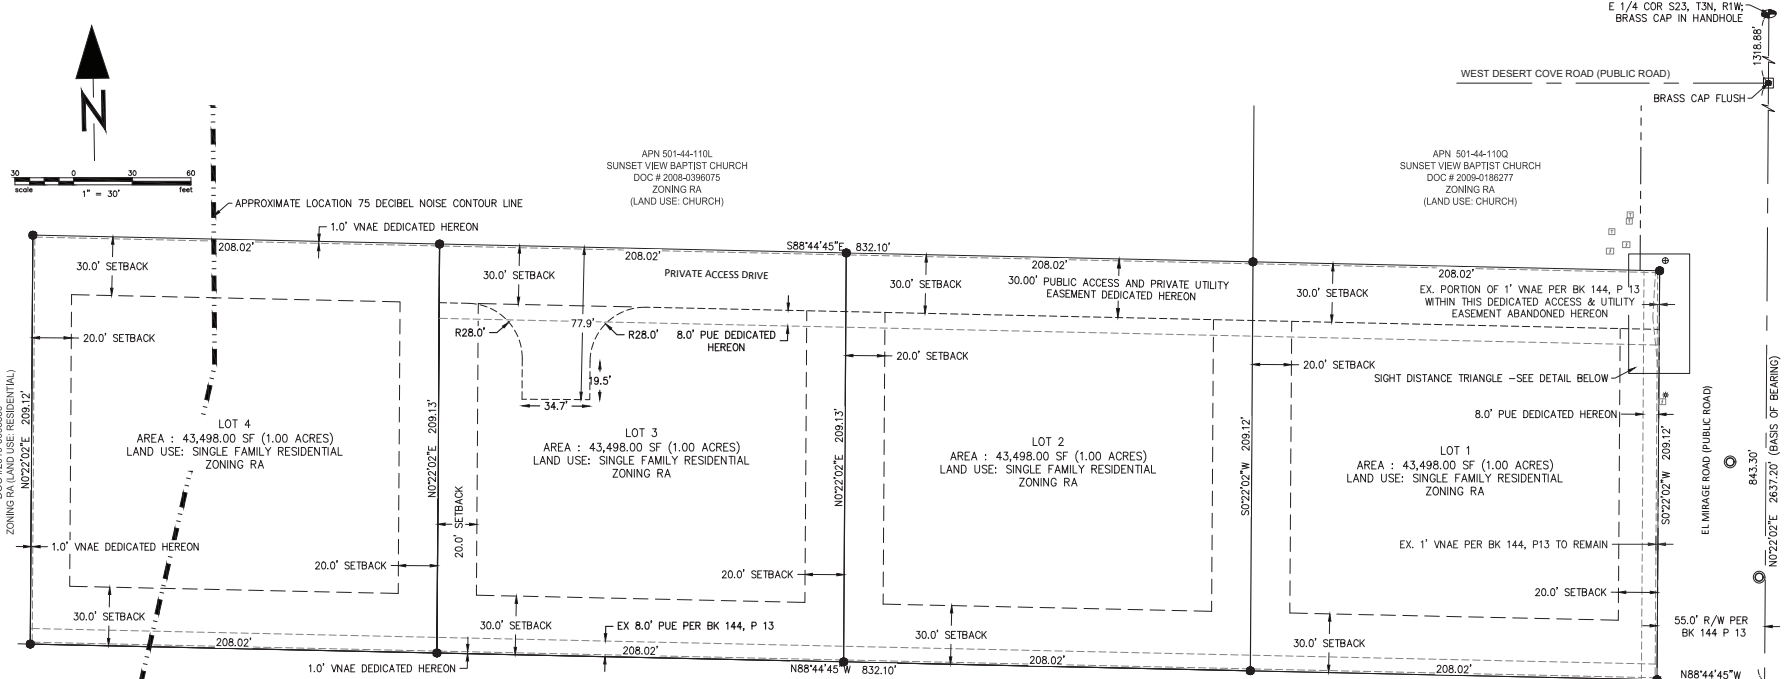 E 1/4 COR S23, T3N, R1W;
BRASS CAP IN HANDHOLE
1318.88'
WEST DESERT COVE ROAD (PUBLIC ROAD)
BRASS CAP FLUSH
N
30 0 30 60
scale 1" = 30' feet
APN 501-44-110L
SUNSET VIEW BAPTIST CHURCH
DOC # 2008-0396075
ZONING RA
(LAND USE: CHURCH)
APN 501-44-110Q
SUNSET VIEW BAPTIST CHURCH
DOC # 2009-0186277
ZONING RA
(LAND USE: CHURCH)
APPROXIMATE LOCATION 75 DECIBEL NOISE CONTOUR LINE
1.0' VNAE DEDICATED HEREON
208.02'
S88°44'45"E 832.10'
208.02'
208.02'
208.02'
30.0' SETBACK
30.0' SETBACK
PRIVATE ACCESS DRIVE
30.0' SETBACK
30.00' PUBLIC ACCESS AND PRIVATE UTILITY
EASEMENT DEDICATED HEREON
30.0' SETBACK
EX. PORTION OF 1' VNAE PER BK 144, P 13
WITHIN THIS DEDICATED ACCESS & UTILITY
EASEMENT ABANDONED HEREON
20.0' SETBACK
R28.0'
77.9'
R28.0'
8.0' PUE DEDICATED
HEREON
20.0' SETBACK
20.0' SETBACK
SIGHT DISTANCE TRIANGLE -SEE DETAIL BELOW
19.5'
34.7'
8.0' PUE DEDICATED HEREON
ZONING RA (LAND USE: RESIDENTIAL)
N0°22'02"E 209.12'
LOT 4
AREA : 43,498.00 SF (1.00 ACRES)
LAND USE: SINGLE FAMILY RESIDENTIAL
ZONING RA
N0°22'02"E 209.13'
LOT 3
AREA : 43,498.00 SF (1.00 ACRES)
LAND USE: SINGLE FAMILY RESIDENTIAL
ZONING RA
N0°22'02"E 209.13'
LOT 2
AREA : 43,498.00 SF (1.00 ACRES)
LAND USE: SINGLE FAMILY RESIDENTIAL
ZONING RA
S0°22'02"W 209.12'
LOT 1
AREA : 43,498.00 SF (1.00 ACRES)
LAND USE: SINGLE FAMILY RESIDENTIAL
ZONING RA
S0°22'02"W 209.12'
EL MIRAGE ROAD (PUBLIC ROAD)
843.30'
N0°22'02"E 2637.20' (BASIS OF BEARING)
1.0' VNAE DEDICATED HEREON
20.0' SETBACK
20.0' SETBACK
20.0' SETBACK
EX. 1' VNAE PER BK 144, P13 TO REMAIN
20.0' SETBACK
30.0' SETBACK
30.0' SETBACK
EX 8.0' PUE PER BK 144, P 13
30.0' SETBACK
30.0' SETBACK
55.0' R/W PER
BK 144 P 13
208.02'
1.0' VNAE DEDICATED HEREON
208.02'
N88°44'45"W 832.10'
208.02'
208.02'
N88°44'45"W